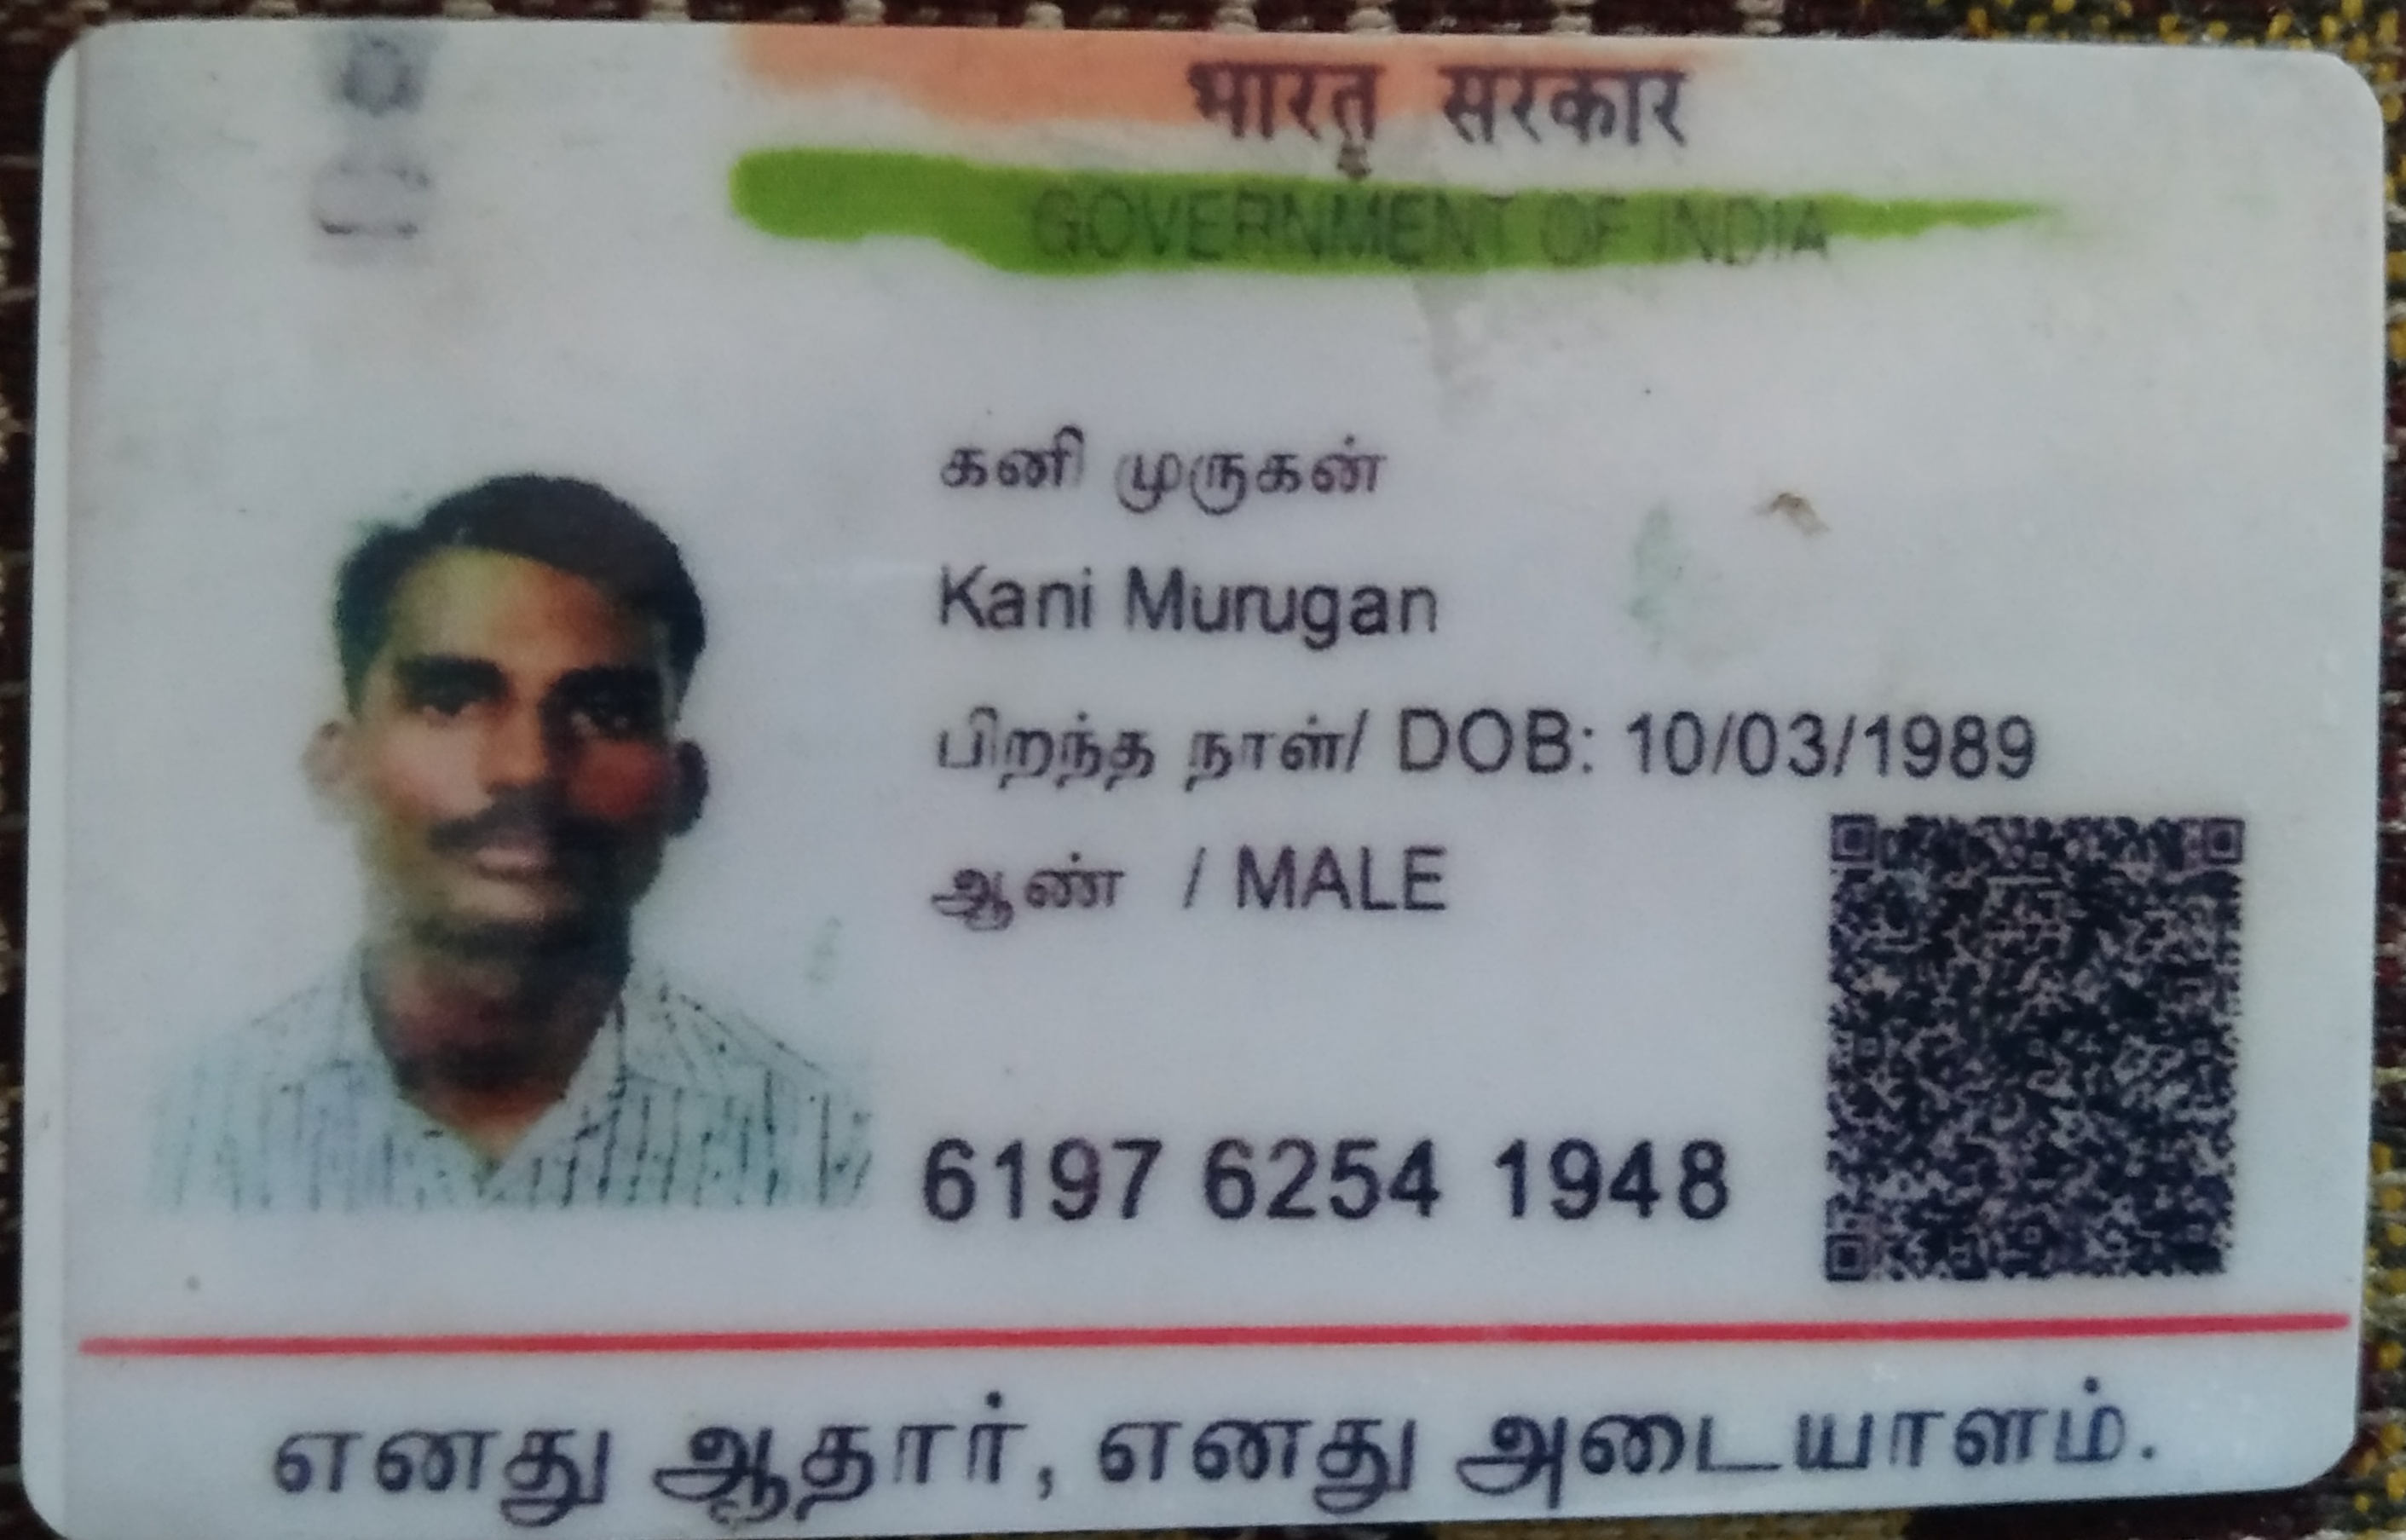 भारत सरकार
GOVERNMENT OF INDIA
கனி முருகன்
Kani Murugan
பிறந்த நாள்/ DOB: 10/03/1989
ஆண் / MALE
6197 6254 1948
எனது ஆதார், எனது அடையாளம்.